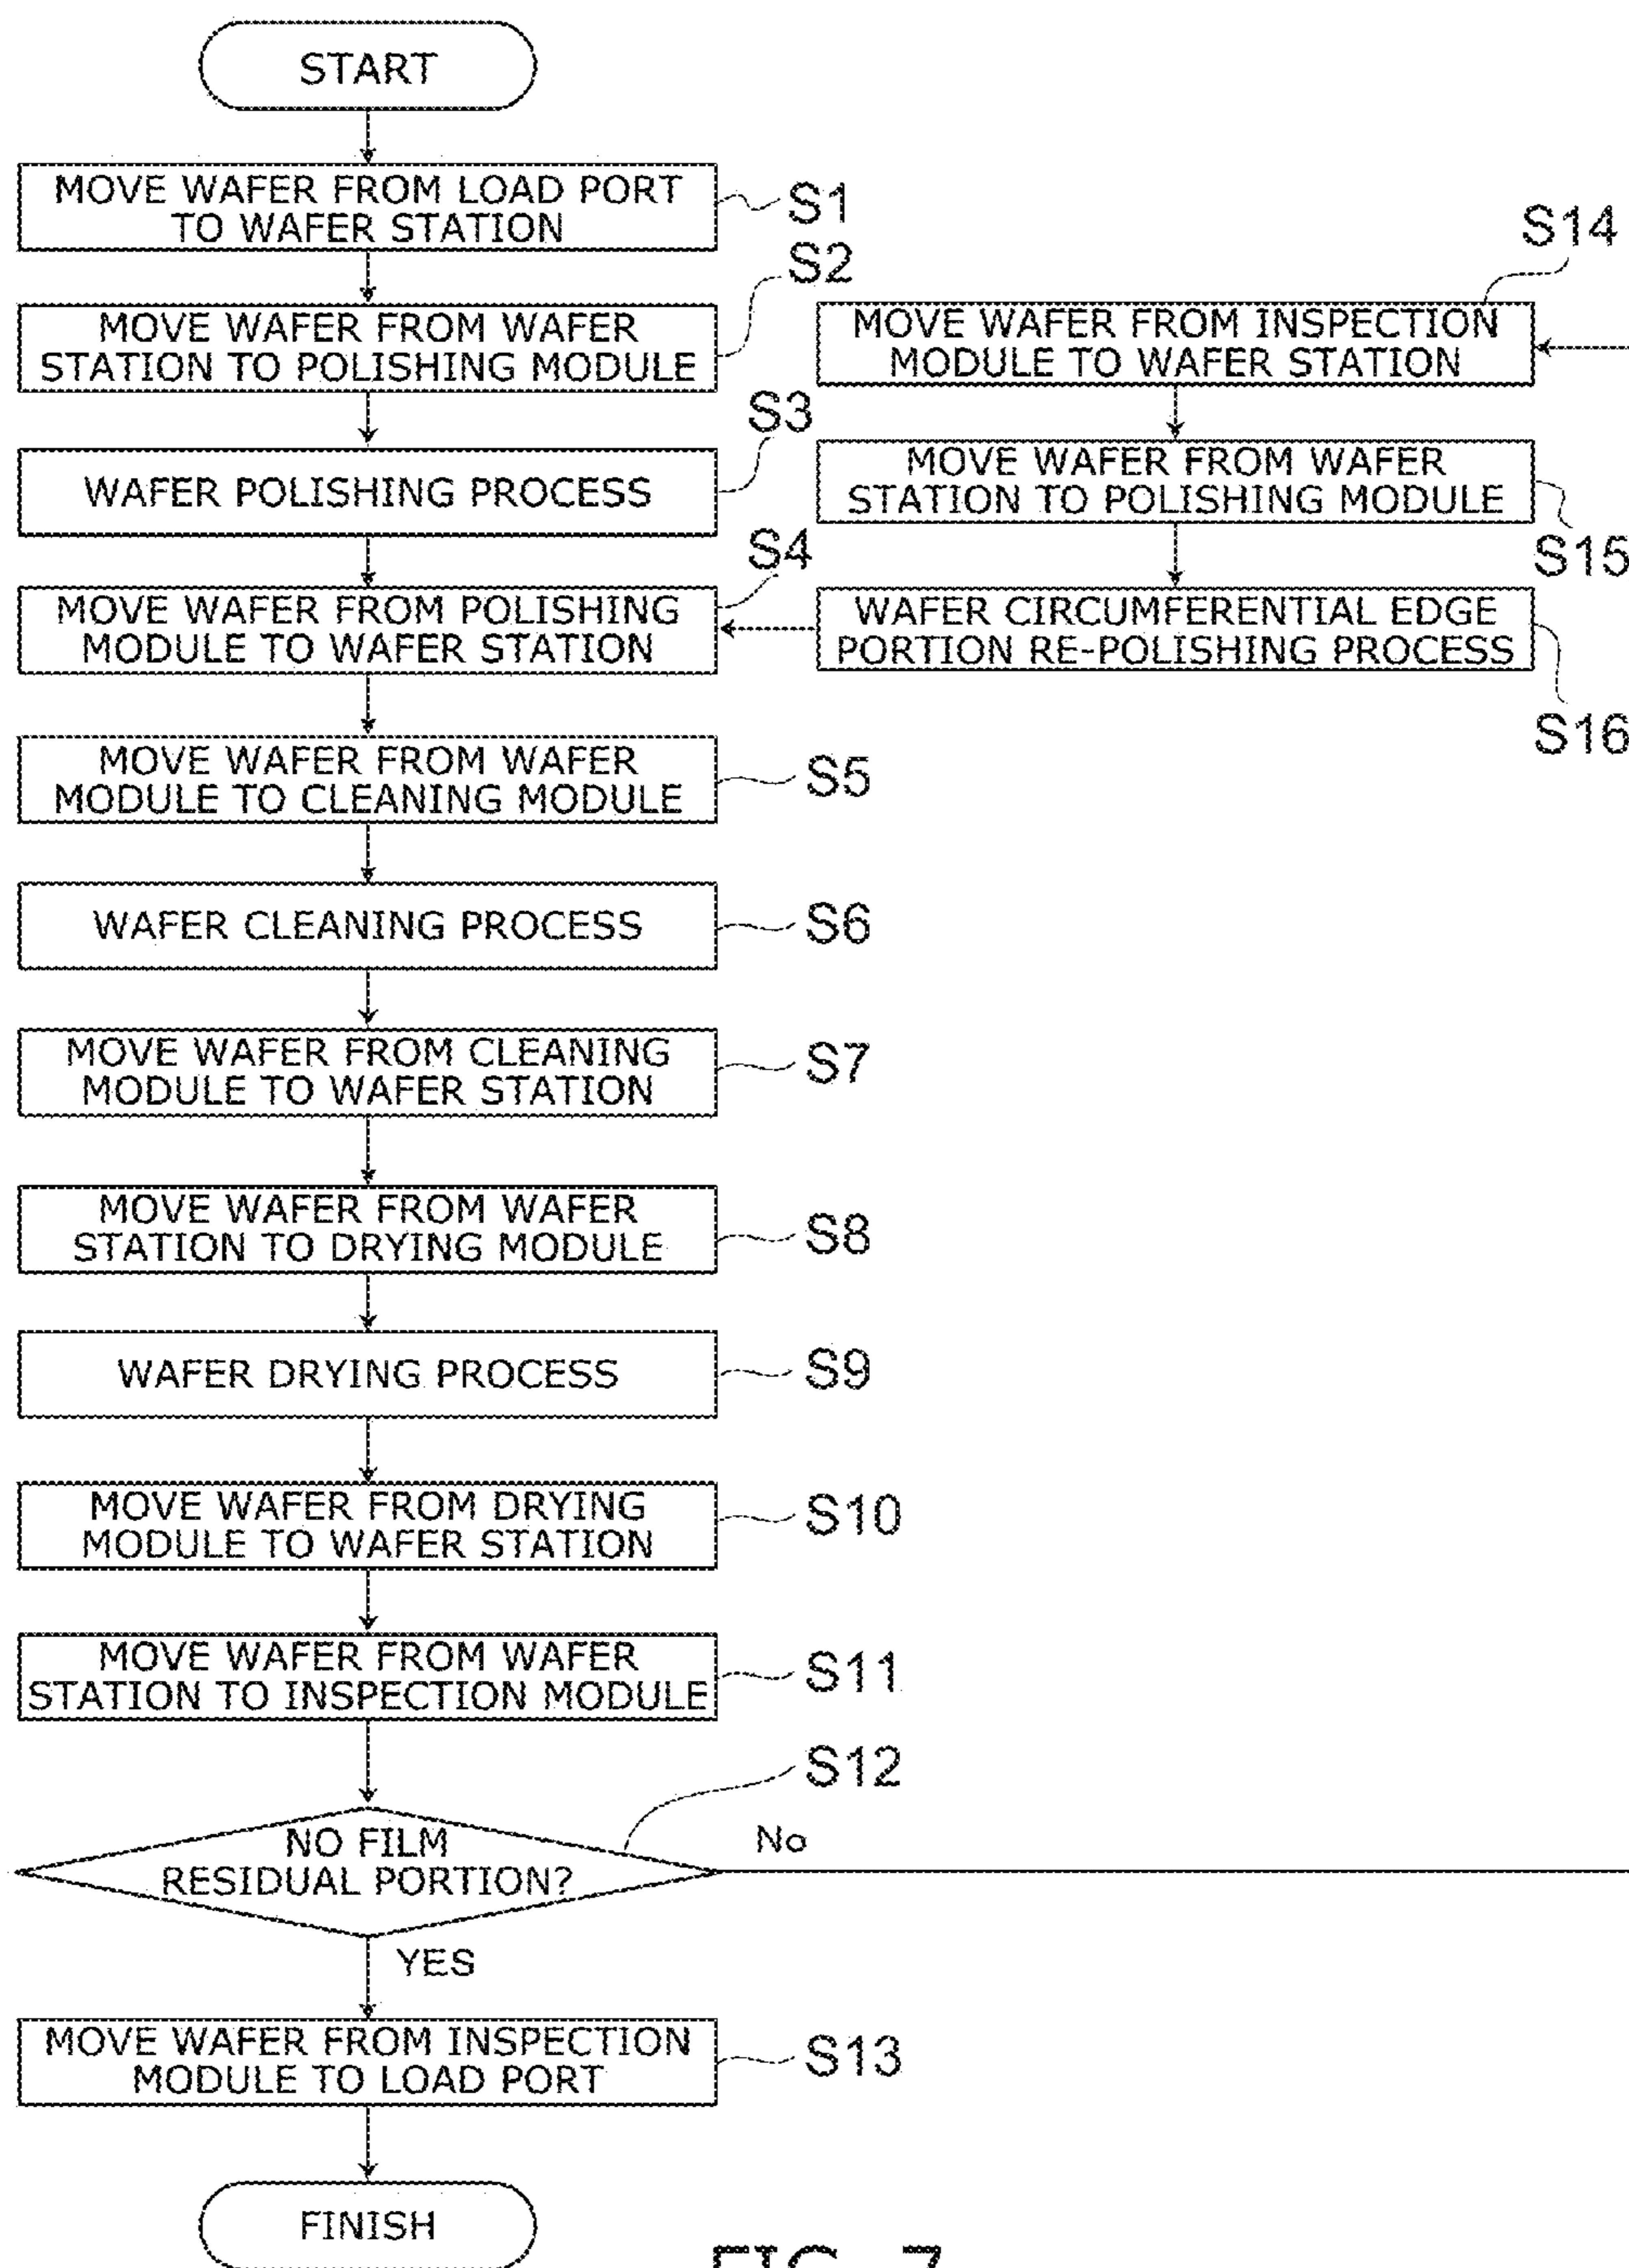 START
MOVE WAFER FROM LOAD PORT
TO WAFER STATION
S1
MOVE WAFER FROM WAFER
STATION TO POLISHING MODULE
S2
WAFER POLISHING PROCESS
S3
MOVE WAFER FROM POLISHING
MODULE TO WAFER STATION
S4
MOVE WAFER FROM WAFER
MODULE TO CLEANING MODULE
S5
WAFER CLEANING PROCESS
S6
MOVE WAFER FROM CLEANING
MODULE TO WAFER STATION
S7
MOVE WAFER FROM WAFER
STATION TO DRYING MODULE
S8
WAFER DRYING PROCESS
S9
MOVE WAFER FROM DRYING
MODULE TO WAFER STATION
S10
MOVE WAFER FROM WAFER
STATION TO INSPECTION MODULE
S11
NO FILM
RESIDUAL PORTION?
S12
No
YES
MOVE WAFER FROM INSPECTION
MODULE TO LOAD PORT
S13
FINISH
S14
MOVE WAFER FROM INSPECTION
MODULE TO WAFER STATION
MOVE WAFER FROM WAFER
STATION TO POLISHING MODULE
S15
WAFER CIRCUMFERENTIAL EDGE
PORTION RE-POLISHING PROCESS
S16
FIG. 7